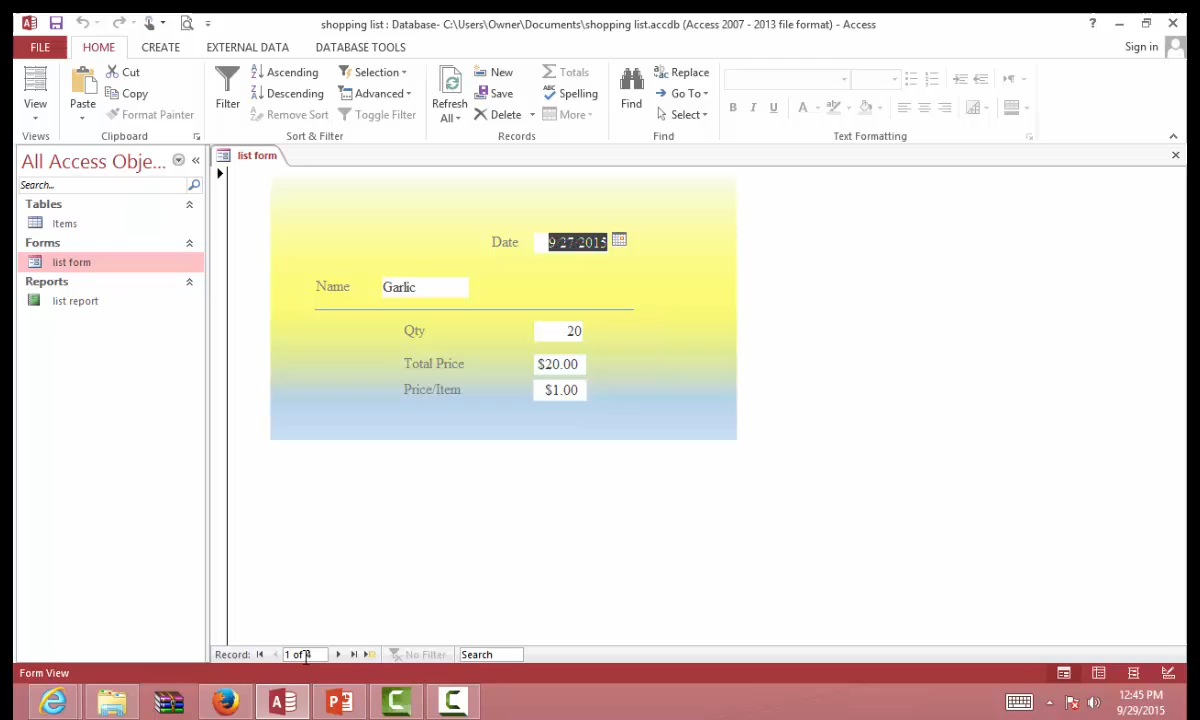 shopping list : Database- C:\Users\Owner\Documents\shopping list.accdb (Access 2007 - 2013 file format) - Access
?
FILE HOME CREATE EXTERNAL DATA DATABASE TOOLS Sign in
View
Views
Paste
Cut
Copy
Format Painter
Clipboard
Filter
Ascending
Descending
Remove Sort
Selection
Advanced
Toggle Filter
Sort & Filter
Refresh
All
New
Save
Delete
Totals
Spelling
More
Records
Find
Replace
Go To
Select
Find
B I U A
Text Formatting
All Access Obje...
Search...
Tables
Items
Forms
list form
Reports
list report
list form
Date 9/27/2015
Name Garlic
Qty 20
Total Price $20.00
Price/Item $1.00
Record: 1 of 4 No Filter Search
Form View
12:45 PM
9/29/2015